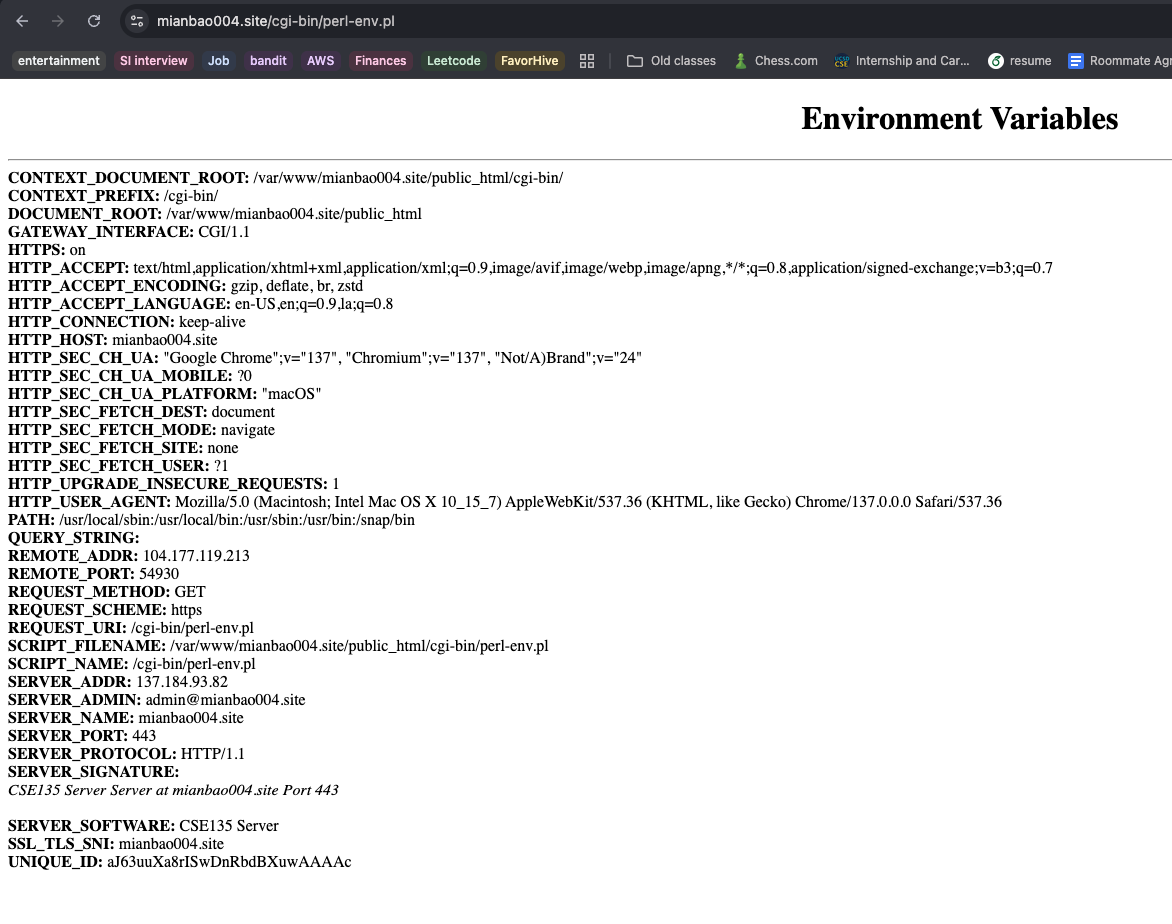 mianbao004.site/cgi-bin/perl-env.pl
entertainment SI interview Job bandit AWS Finances Leetcode FavorHive Old classes Chess.com UCSD CSE Internship and Car... resume Roommate Agr
Environment Variables
CONTEXT_DOCUMENT_ROOT: /var/www/mianbao004.site/public_html/cgi-bin/
CONTEXT_PREFIX: /cgi-bin/
DOCUMENT_ROOT: /var/www/mianbao004.site/public_html
GATEWAY_INTERFACE: CGI/1.1
HTTPS: on
HTTP_ACCEPT: text/html,application/xhtml+xml,application/xml;q=0.9,image/avif,image/webp,image/apng,*/*;q=0.8,application/signed-exchange;v=b3;q=0.7
HTTP_ACCEPT_ENCODING: gzip, deflate, br, zstd
HTTP_ACCEPT_LANGUAGE: en-US,en;q=0.9,la;q=0.8
HTTP_CONNECTION: keep-alive
HTTP_HOST: mianbao004.site
HTTP_SEC_CH_UA: "Google Chrome";v="137", "Chromium";v="137", "Not/A)Brand";v="24"
HTTP_SEC_CH_UA_MOBILE: ?0
HTTP_SEC_CH_UA_PLATFORM: "macOS"
HTTP_SEC_FETCH_DEST: document
HTTP_SEC_FETCH_MODE: navigate
HTTP_SEC_FETCH_SITE: none
HTTP_SEC_FETCH_USER: ?1
HTTP_UPGRADE_INSECURE_REQUESTS: 1
HTTP_USER_AGENT: Mozilla/5.0 (Macintosh; Intel Mac OS X 10_15_7) AppleWebKit/537.36 (KHTML, like Gecko) Chrome/137.0.0.0 Safari/537.36
PATH: /usr/local/sbin:/usr/local/bin:/usr/sbin:/usr/bin:/snap/bin
QUERY_STRING:
REMOTE_ADDR: 104.177.119.213
REMOTE_PORT: 54930
REQUEST_METHOD: GET
REQUEST_SCHEME: https
REQUEST_URI: /cgi-bin/perl-env.pl
SCRIPT_FILENAME: /var/www/mianbao004.site/public_html/cgi-bin/perl-env.pl
SCRIPT_NAME: /cgi-bin/perl-env.pl
SERVER_ADDR: 137.184.93.82
SERVER_ADMIN: admin@mianbao004.site
SERVER_NAME: mianbao004.site
SERVER_PORT: 443
SERVER_PROTOCOL: HTTP/1.1
SERVER_SIGNATURE:
CSE135 Server Server at mianbao004.site Port 443
SERVER_SOFTWARE: CSE135 Server
SSL_TLS_SNI: mianbao004.site
UNIQUE_ID: aJ63uuXa8rISwDnRbdBXuwAAAAc